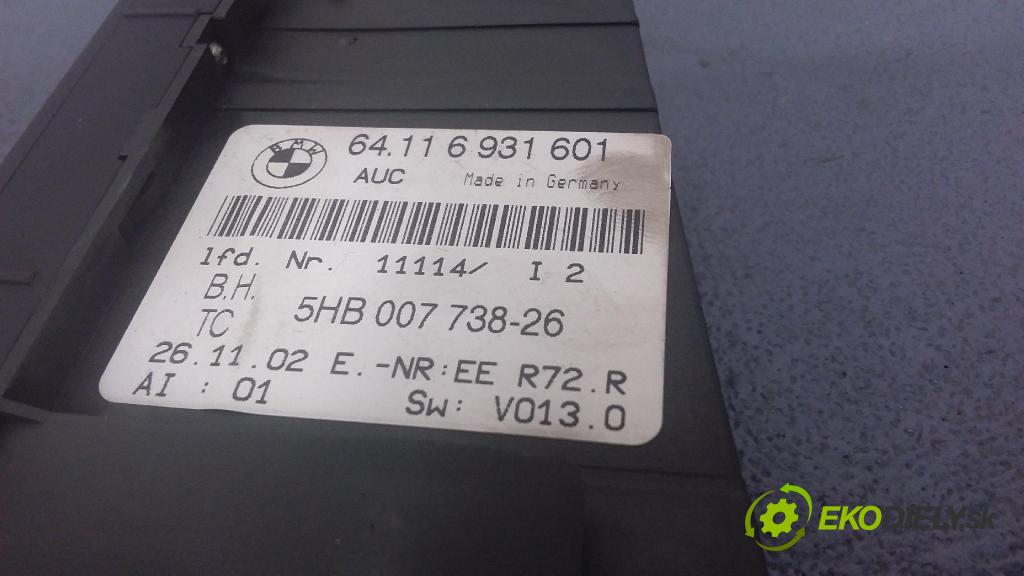 BMW
64.11 6 931 601
AUC Made in Germany
lfd. Nr. 11114/ I 2
B.H.
TC 5HB 007 738-26
26.11.02 E.-NR:EE R72.R
AI : 01 SW: V013.0
EKODIELY.sk